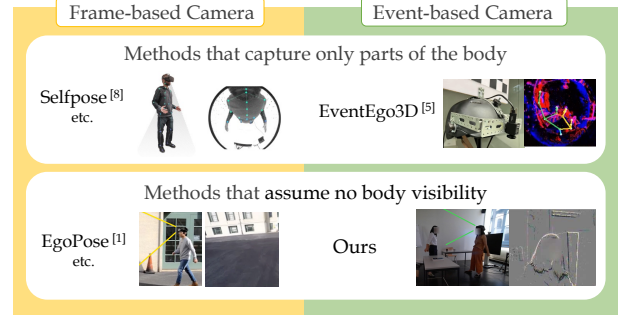 Frame-based Camera
Event-based Camera
Methods that capture only parts of the body
Selfpose [8]
etc.
EventEgo3D [5]
Methods that assume no body visibility
EgoPose [1]
etc.
Ours